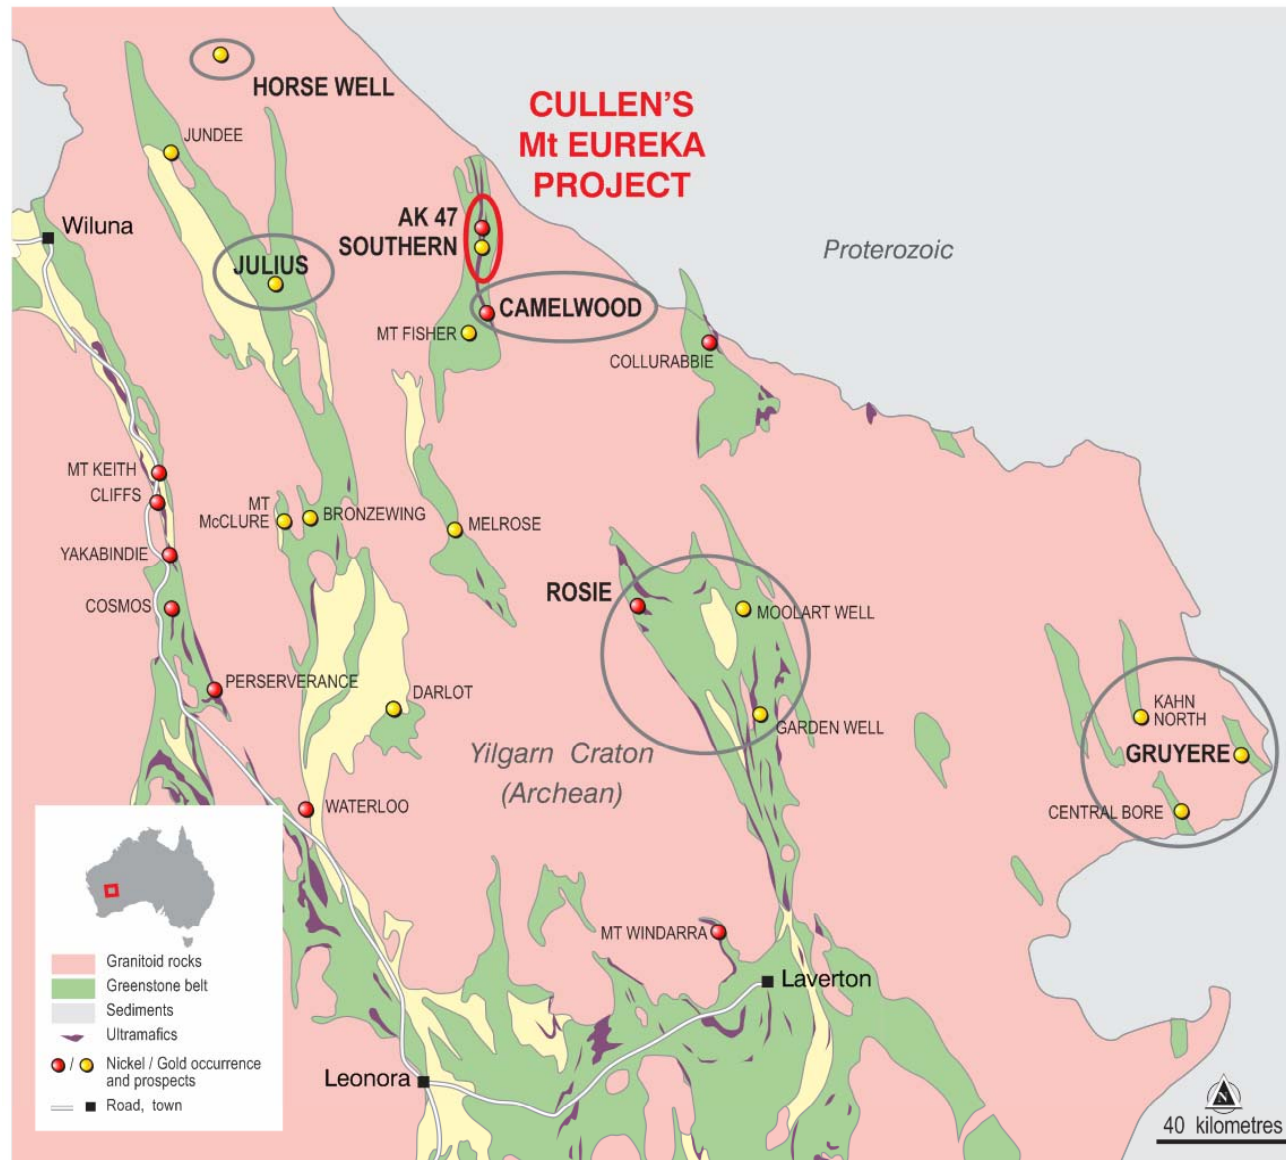 HORSE WELL
CULLEN'S
Mt EUREKA
PROJECT
JUNDEE
AK 47
SOUTHERN
Wiluna
JULIUS
Proterozoic
CAMELWOOD
MT FISHER
COLLURABBIE
MT KEITH
CLIFFS
MT
McCLURE
BRONZEWING
MELROSE
YAKABINDIE
COSMOS
ROSIE
MOOLART WELL
PERSERVERANCE
DARLOT
KAHN
NORTH
GARDEN WELL
Yilgarn Craton
(Archean)
GRUYERE
WATERLOO
CENTRAL BORE
MT WINDARRA
Laverton
Granitoid rocks
Greenstone belt
Sediments
Ultramafics
/ Nickel / Gold occurrence
and prospects
Road, town
Leonora
N
40 kilometres